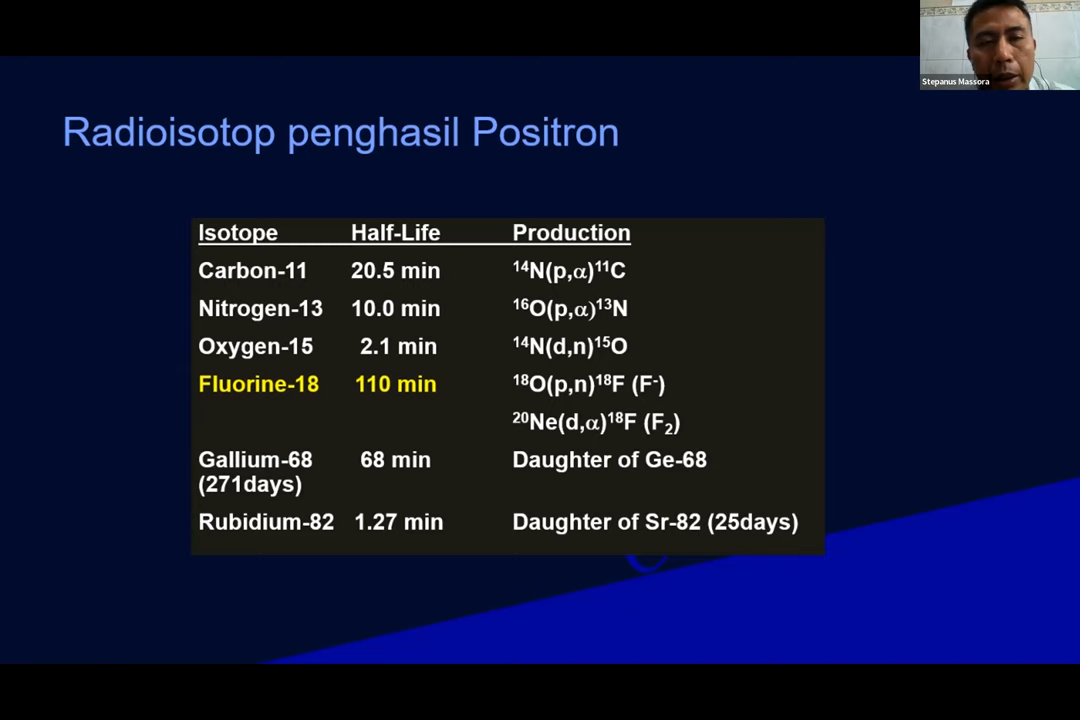 Stepanus Massora
Radioisotop penghasil Positron
Isotope Half-Life Production
Carbon-11 20.5 min ¹⁴N(p,α)¹¹C
Nitrogen-13 10.0 min ¹⁶O(p,α)¹³N
Oxygen-15 2.1 min ¹⁴N(d,n)¹⁵O
Fluorine-18 110 min ¹⁸O(p,n)¹⁸F (F⁻)
²⁰Ne(d,α)¹⁸F (F₂)
Gallium-68 68 min Daughter of Ge-68
(271days)
Rubidium-82 1.27 min Daughter of Sr-82 (25days)